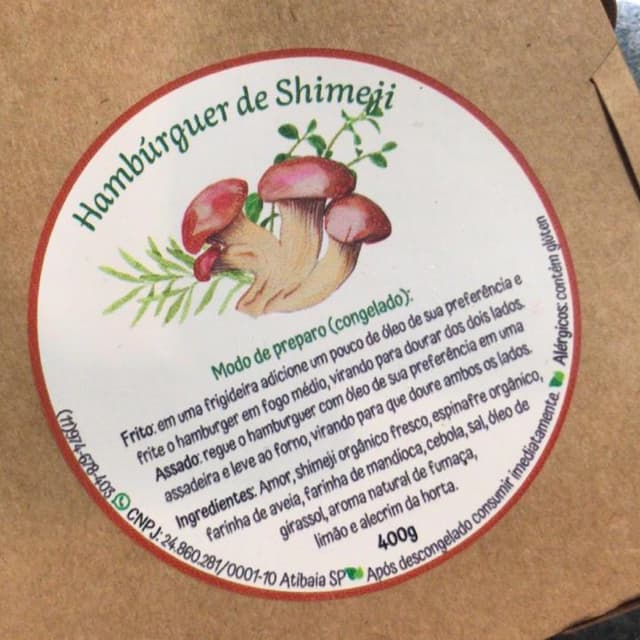 Hambúrguer de Shimeji
Modo de preparo (congelado):
Frito: em uma frigideira adicione um pouco de óleo de sua preferência e
frite o hamburger em fogo médio, virando para dourar dos dois lados.
Assado: regue o hamburguer com óleo de sua preferência em uma
assadeira e leve ao forno, virando para que doure ambos os lados.
Ingredientes: Amor, shimeji orgânico fresco, espinafre orgânico,
farinha de aveia, farinha de mandioca, cebola, sal, óleo de
girassol, aroma natural de fumaça,
limão e alecrim da horta.
400g
(11)974-678-403 CNPJ: 24.860.281/0001-10 Atibaia SP Após descongelado consumir imediatamente. Alérgicos: contém glúten